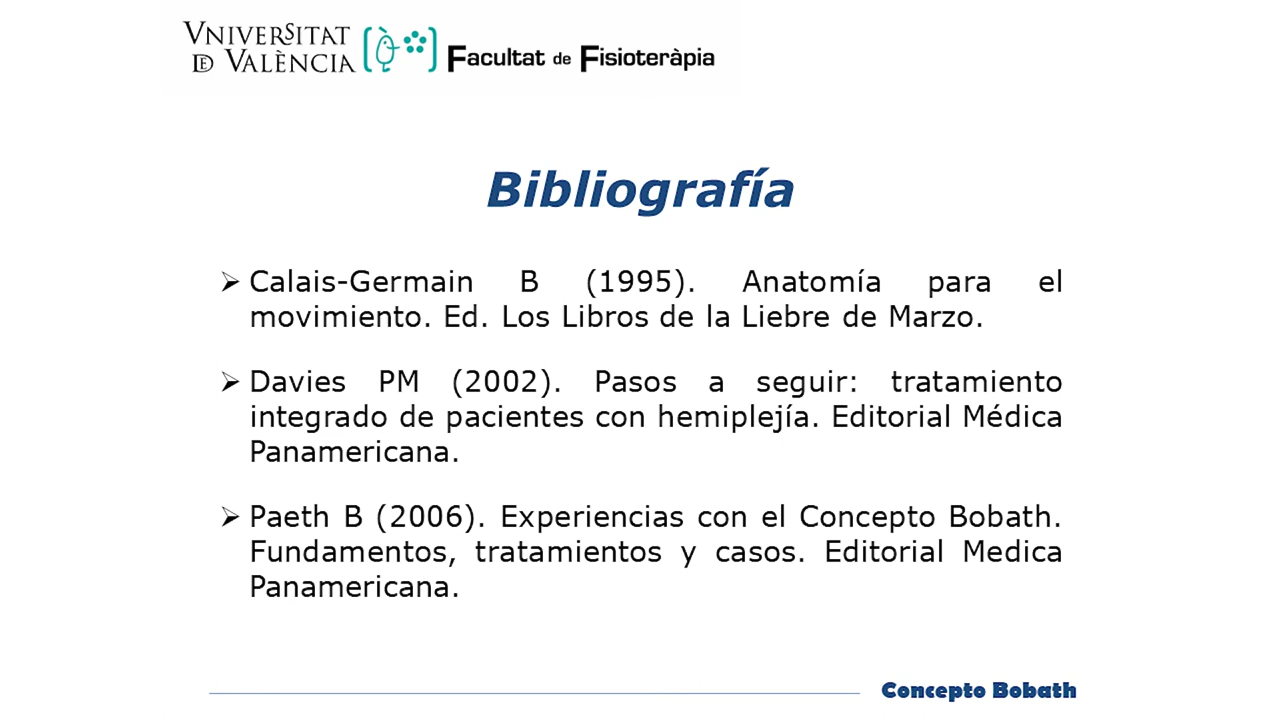 VNIVERSITAT
DE VALÈNCIA
Facultat de Fisioteràpia
Bibliografía
Calais-Germain B (1995). Anatomía para el
movimiento. Ed. Los Libros de la Liebre de Marzo.
Davies PM (2002). Pasos a seguir: tratamiento
integrado de pacientes con hemiplejía. Editorial Médica
Panamericana.
Paeth B (2006). Experiencias con el Concepto Bobath.
Fundamentos, tratamientos y casos. Editorial Medica
Panamericana.
Concepto Bobath